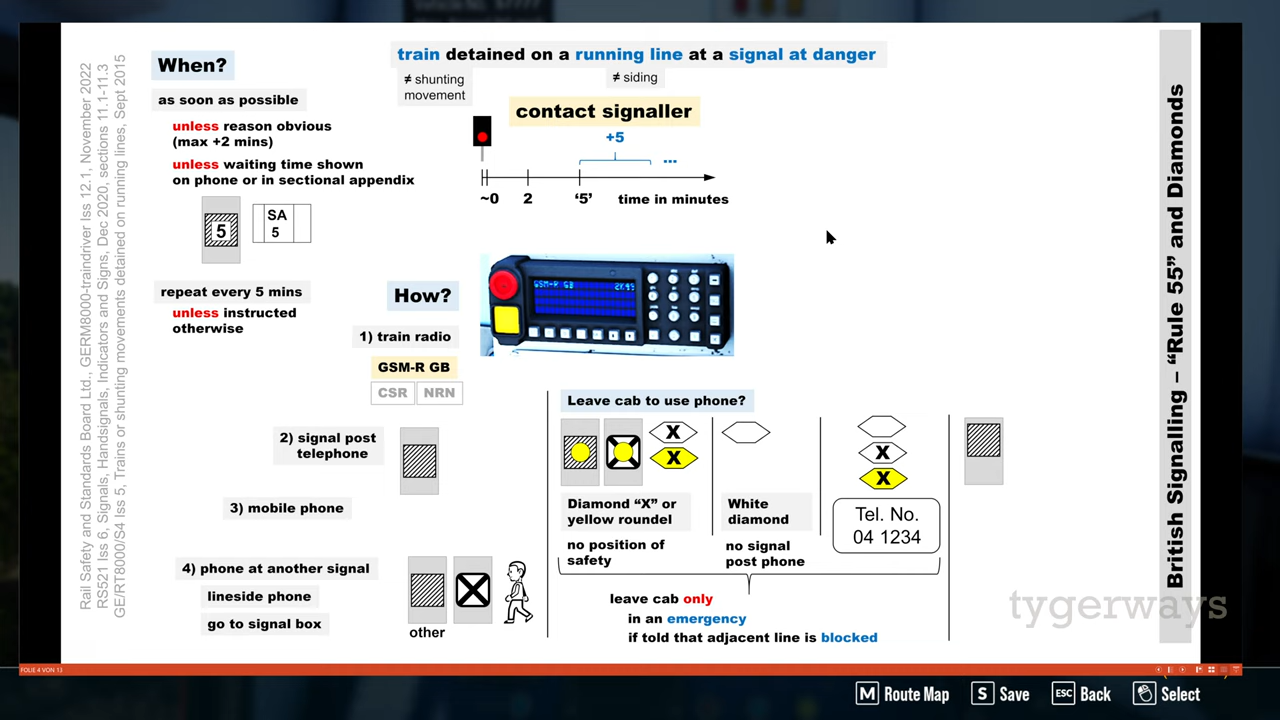 train detained on a running line at a signal at danger
≠ shunting
movement
≠ siding
When?
as soon as possible
unless reason obvious
(max +2 mins)
unless waiting time shown
on phone or in sectional appendix
5
SA
5
contact signaller
+5
...
~0
2
‘5’
time in minutes
repeat every 5 mins
unless instructed
otherwise
How?
1) train radio
GSM-R GB
CSR
NRN
GSM-R GB
2K49
2) signal post
telephone
3) mobile phone
4) phone at another signal
lineside phone
go to signal box
other
Leave cab to use phone?
X
X
X
X
Diamond “X” or
yellow roundel
no position of
safety
White
diamond
no signal
post phone
Tel. No.
04 1234
leave cab only
in an emergency
if told that adjacent line is blocked
Rail Safety and Standards Board Ltd., GERM8000-traindriver Iss 12.1, November 2022
RS521 Iss 6, Signals, Handsignals, Indicators and Signs, Dec 2020, sections 11.1-11.3
GE/RT8000/S4 Iss 5, Trains or shunting movements detained on running lines, Sept 2015
British Signalling – “Rule 55” and Diamonds
tygerways
FOLIE 4 VON 13
M Route Map
S Save
ESC Back
Select